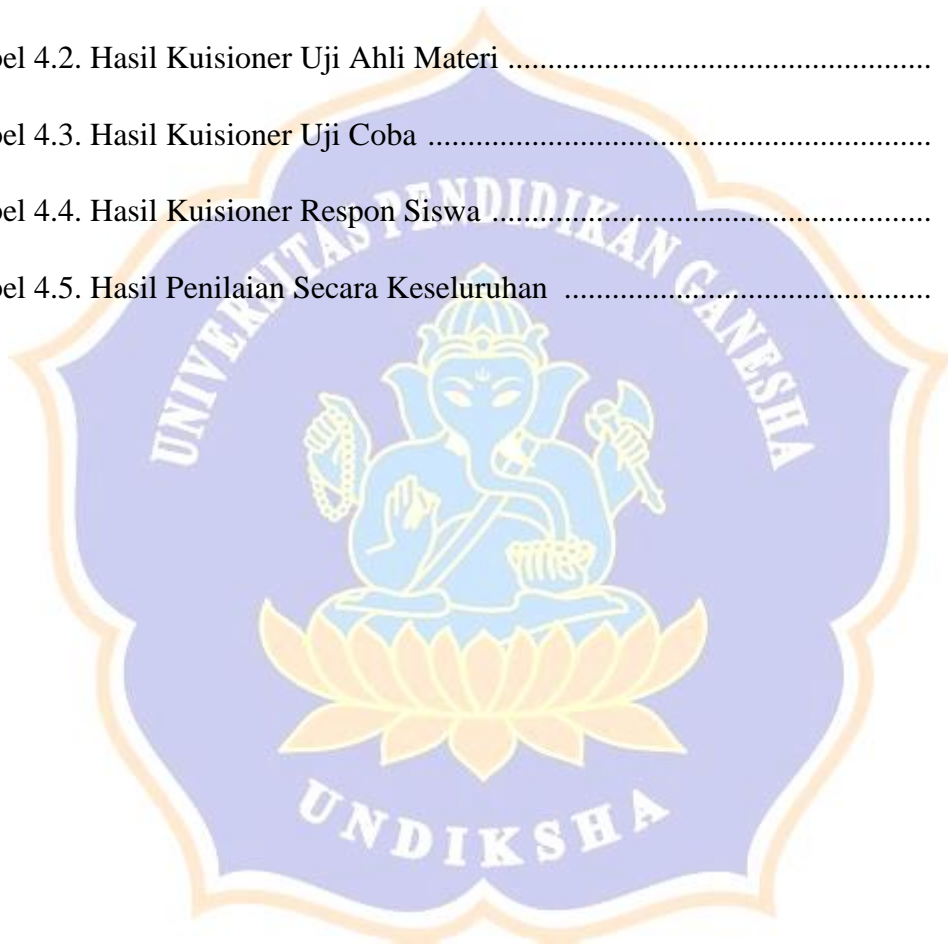 bel 4.2. Hasil Kuisioner Uji Ahli Materi .....................................................
bel 4.3. Hasil Kuisioner Uji Coba ...............................................................
bel 4.4. Hasil Kuisioner Respon Siswa .......................................................
bel 4.5. Hasil Penilaian Secara Keseluruhan ..............................................
UNIVERSITAS PENDIDIKAN GANESHA
UNDIKSHA